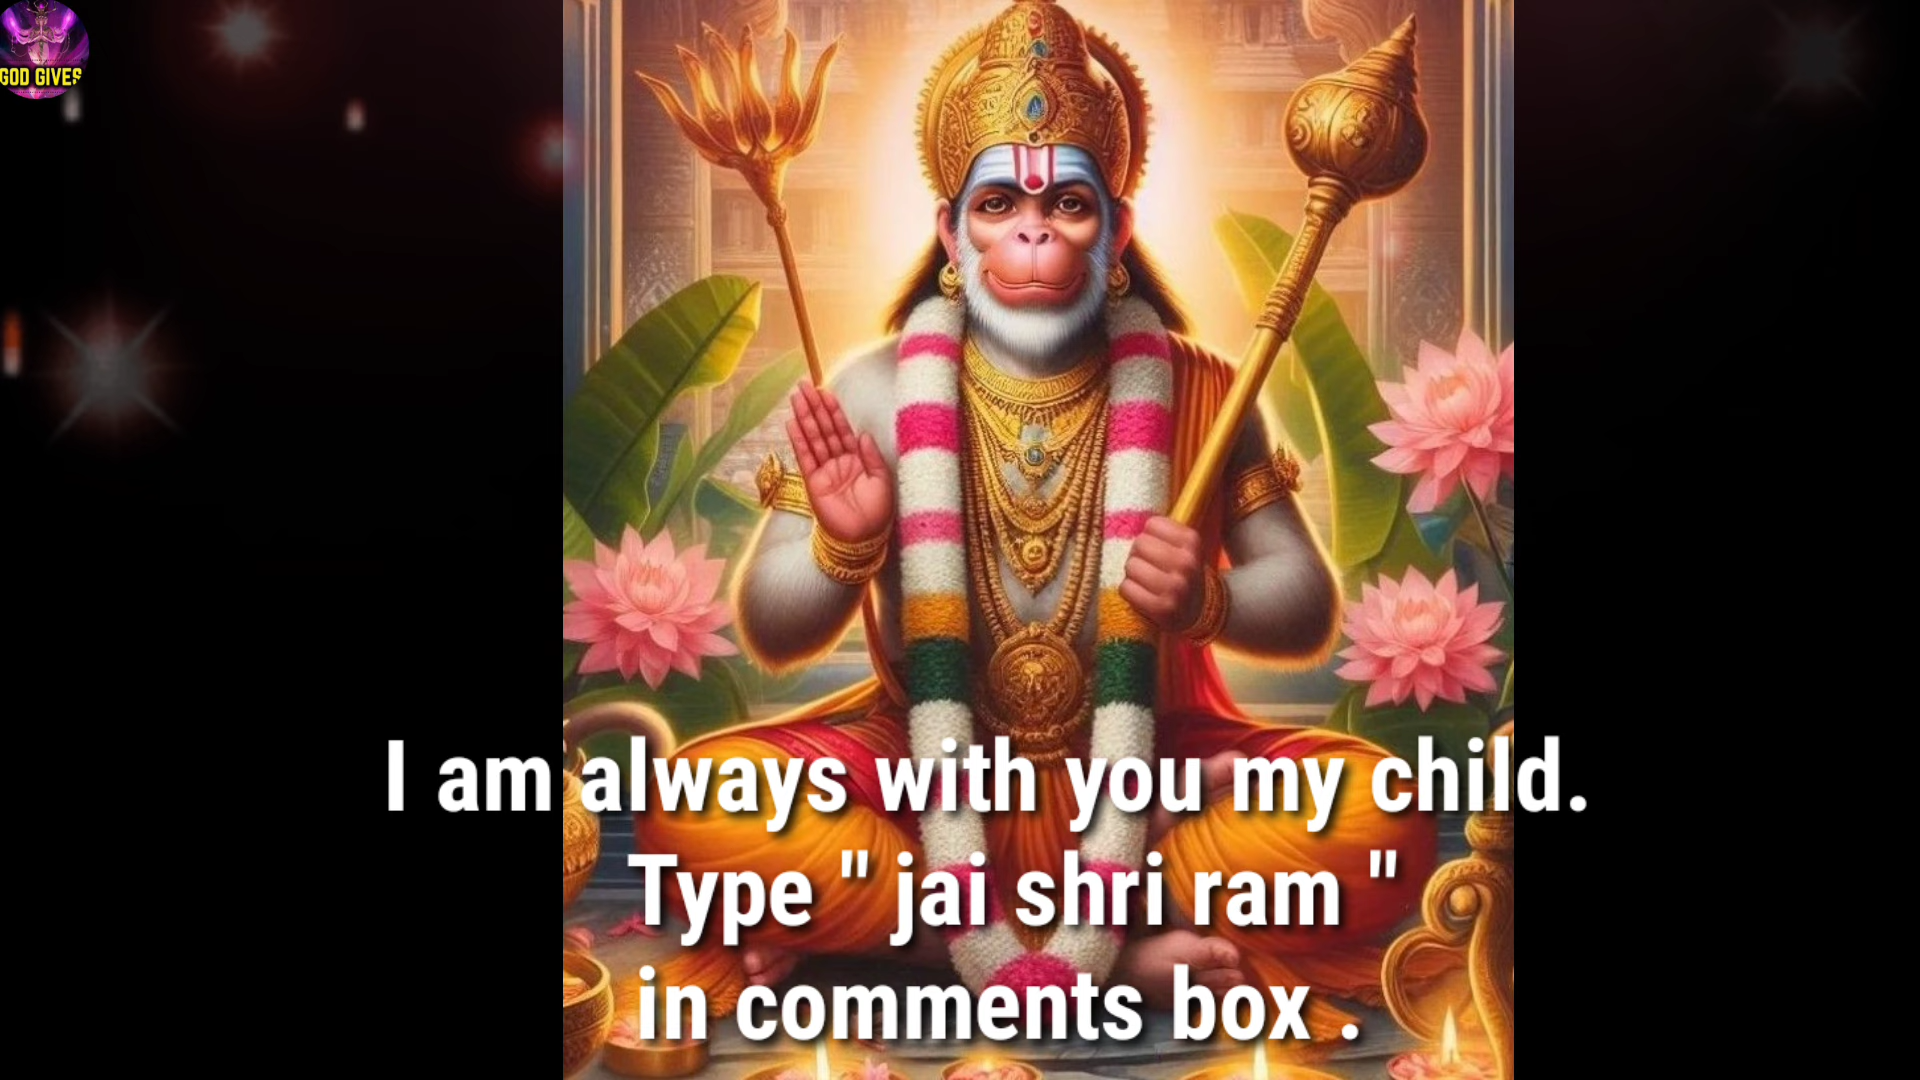 GOD GIVES
I am always with you my child.
Type " jai shri ram "
in comments box .